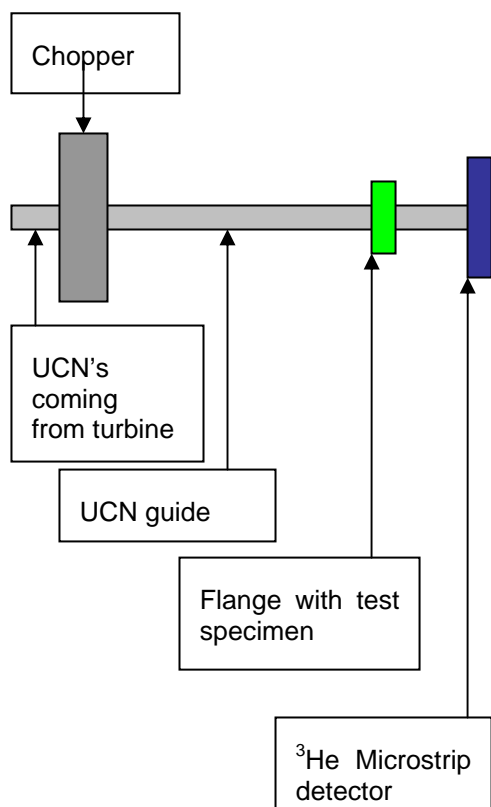 Chopper
UCN's
coming
from turbine
UCN guide
Flange with test
specimen
³He Microstrip
detector